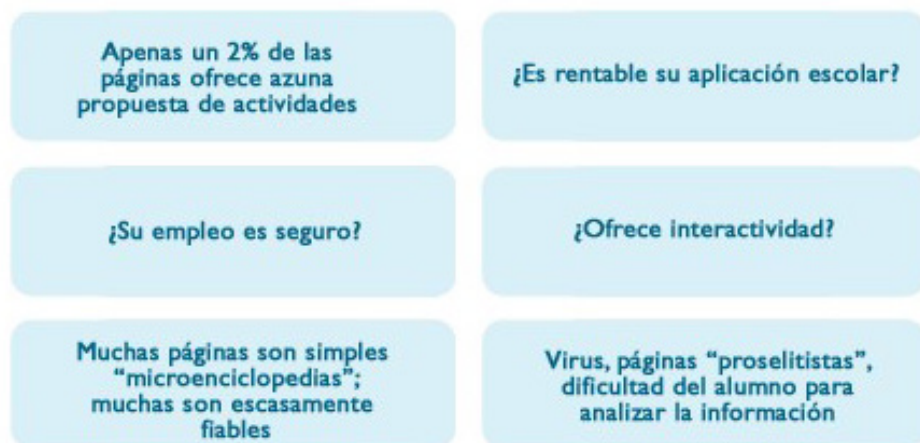 Apenas un 2% de las
páginas ofrece azuna
propuesta de actividades
¿Es rentable su aplicación escolar?
¿Su empleo es seguro?
¿Ofrece interactividad?
Muchas páginas son simples
“microenciclopedias”;
muchas son escasamente
fiables
Virus, páginas “proselitistas”,
dificultad del alumno para
analizar la información